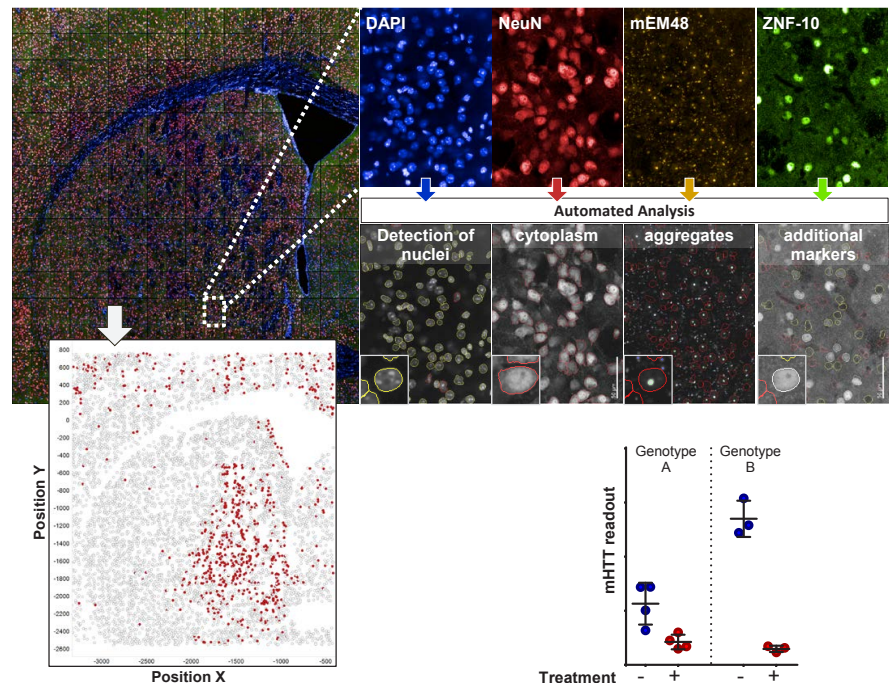 DAPI
NeuN
mEM48
ZNF-10
Automated Analysis
Detection of
nuclei
cytoplasm
aggregates
additional
markers
Position Y
800
600
400
200
0
-200
-400
-600
-800
-1000
-1200
-1400
-1600
-1800
-2000
-2200
-2400
-2600
-3000
-2500
-2000
-1500
-1000
-500
Position X
mHTT readout
Genotype
A
Genotype
B
Treatment - + - +